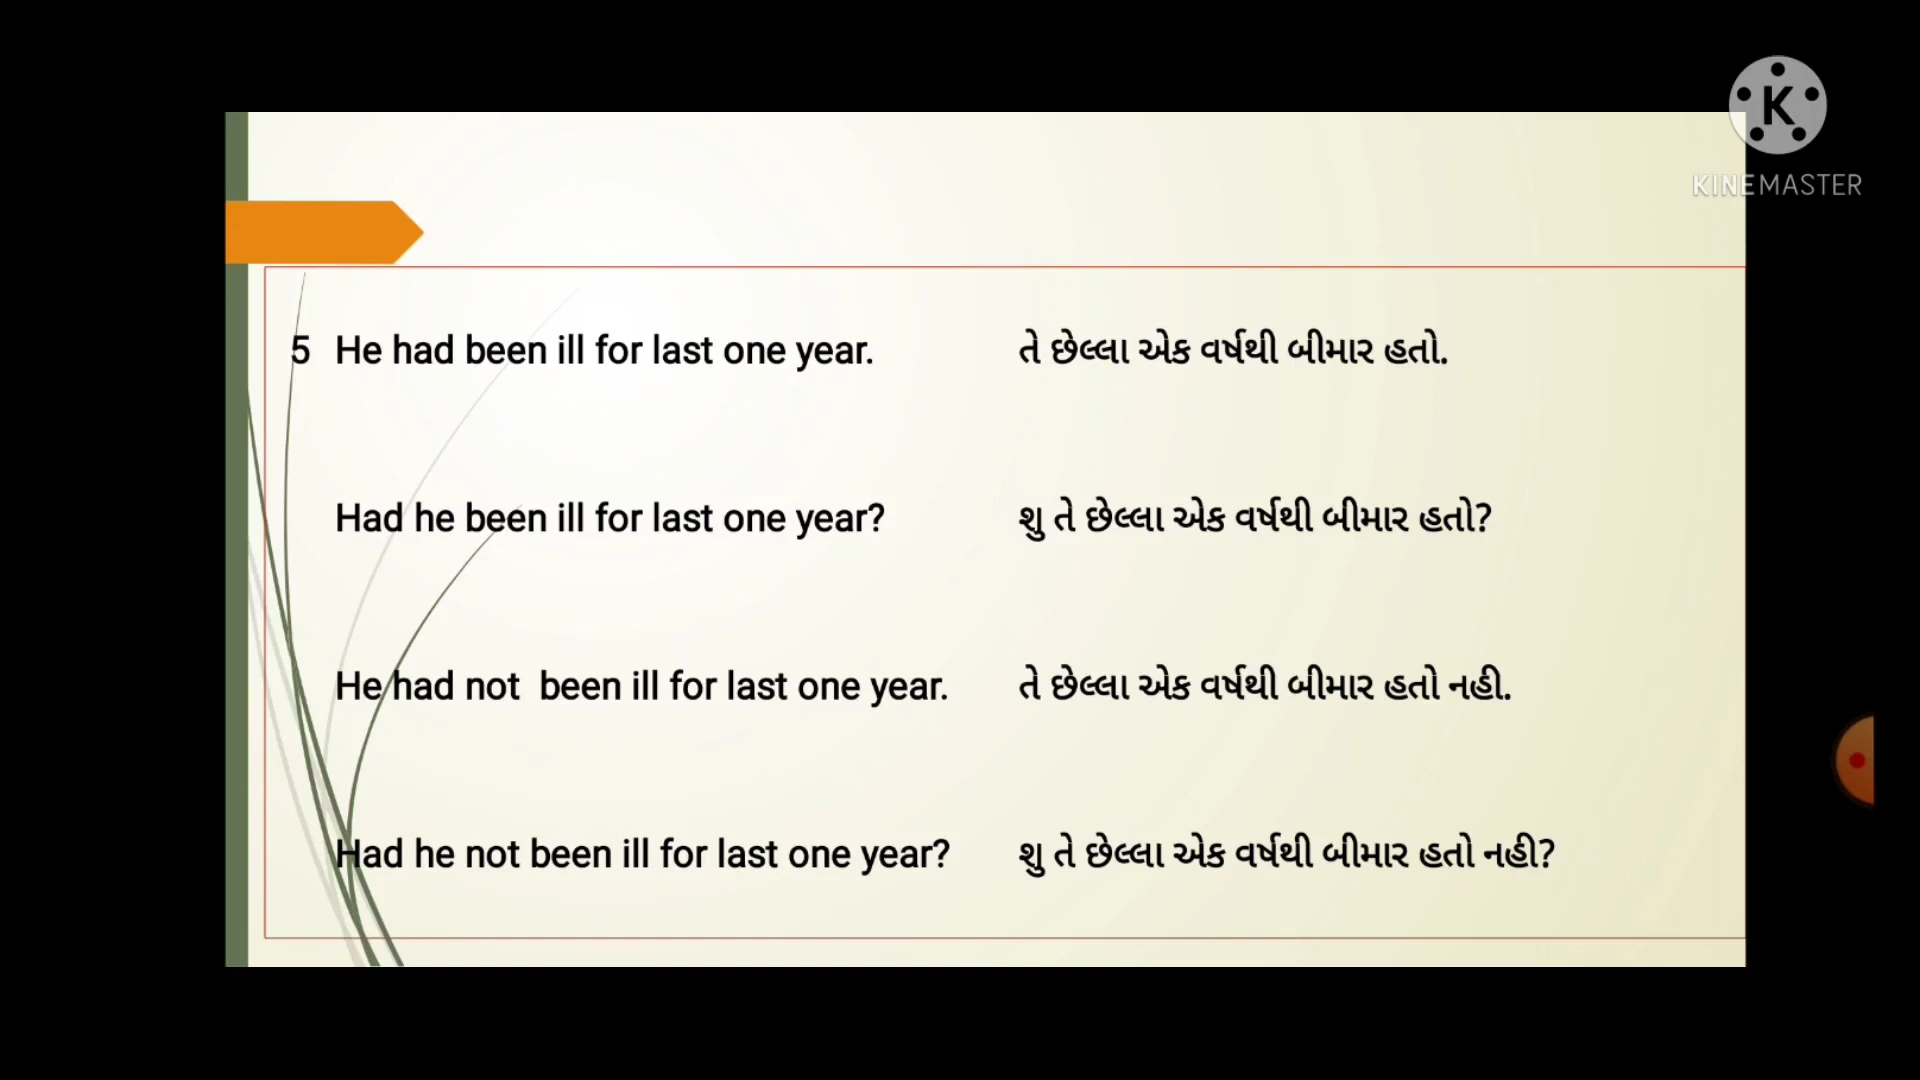 K
KINEMASTER
5 He had been ill for last one year. તે છેલ્લા એક વર્ષથી બીમાર હતો.
Had he been ill for last one year? શુ તે છેલ્લા એક વર્ષથી બીમાર હતો?
He had not been ill for last one year. તે છેલ્લા એક વર્ષથી બીમાર હતો નહી.
Had he not been ill for last one year? શુ તે છેલ્લા એક વર્ષથી બીમાર હતો નહી?